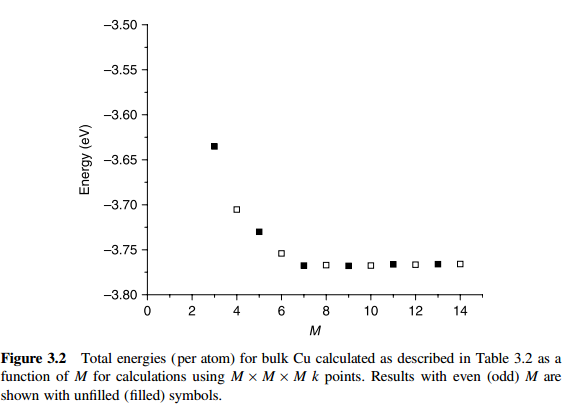 −3.50
−3.55
−3.60
−3.65
−3.70
−3.75
−3.80
Energy (eV)
0 2 4 6 8 10 12 14
M
Figure 3.2 Total energies (per atom) for bulk Cu calculated as described in Table 3.2 as a
function of M for calculations using M × M × M k points. Results with even (odd) M are
shown with unfilled (filled) symbols.